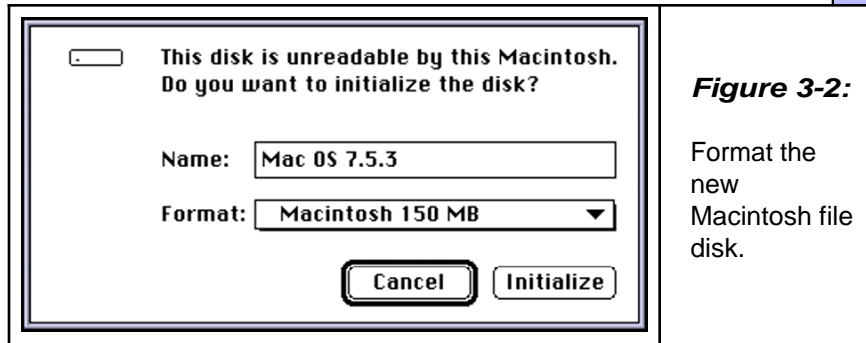 This disk is unreadable by this Macintosh.
Do you want to initialize the disk?
Name: Mac OS 7.5.3
Format: Macintosh 150 MB
Cancel Initialize
Figure 3-2:
Format the
new
Macintosh file
disk.